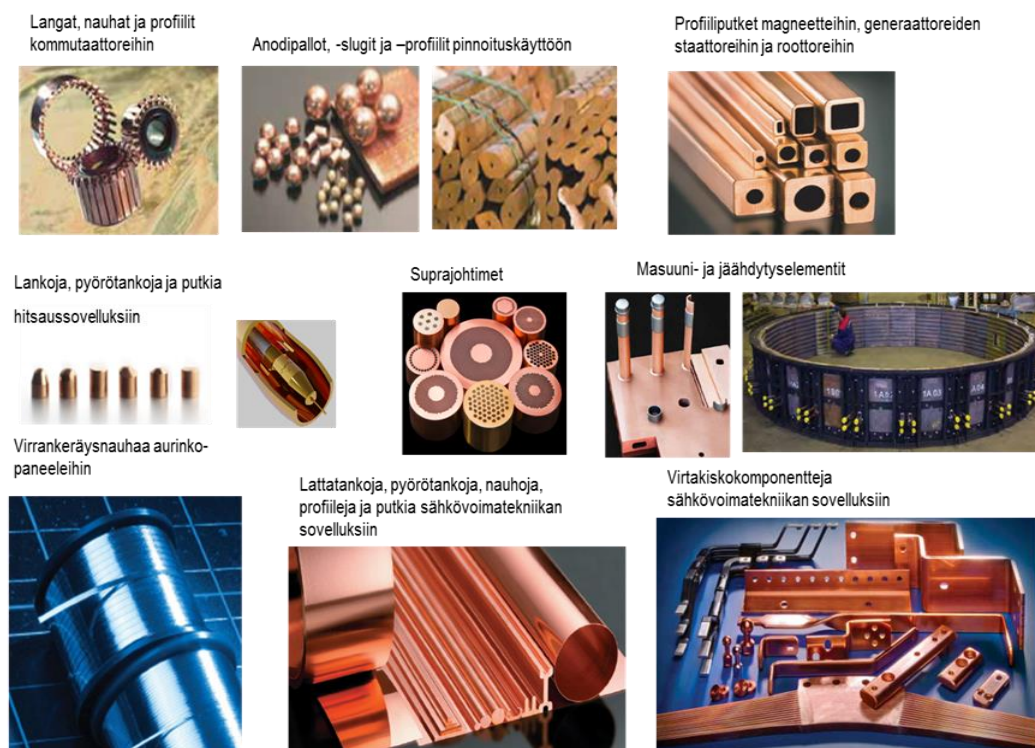 Langat, nauhat ja profiilit
kommutaattoreihin
Anodipallot, -slugit ja –profiilit pinnoituskäyttöön
Profiiliputket magneetteihin, generaattoreiden
staattoreihin ja roottoreihin
Lankoja, pyörötankoja ja putkia
hitsaussovelluksiin
Suprajohtimet
Masuuni- ja jäähdytyselementit
Virrankeräysnauhaa aurinko-
paneeleihin
Lattatankoja, pyörötankoja, nauhoja,
profiileja ja putkia sähkövoimatekniikan
sovelluksiin
Virtakiskokomponentteja
sähkövoimatekniikan sovelluksiin